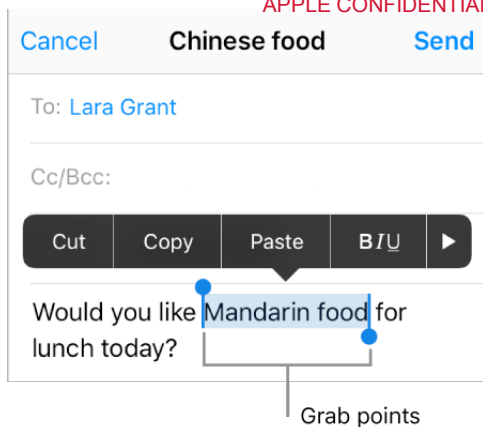 APPLE CONFIDENTIAL
Cancel Chinese food Send
To: Lara Grant
Cc/Bcc:
Cut Copy Paste BIU
Would you like Mandarin food for
lunch today?
Grab points